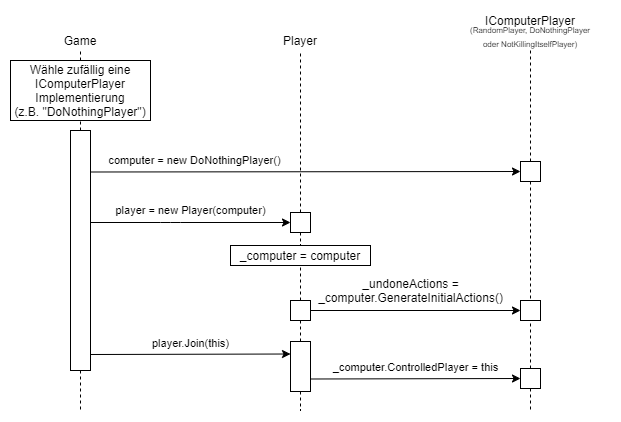 IComputerPlayer
(RandomPlayer, DoNothingPlayer
oder NotKillingItselfPlayer)
Game
Player
Wähle zufällig eine
IComputerPlayer
Implementierung
(z.B. "DoNothingPlayer")
computer = new DoNothingPlayer()
player = new Player(computer)
_computer = computer
_undoneActions =
_computer.GenerateInitialActions()
player.Join(this)
_computer.ControlledPlayer = this